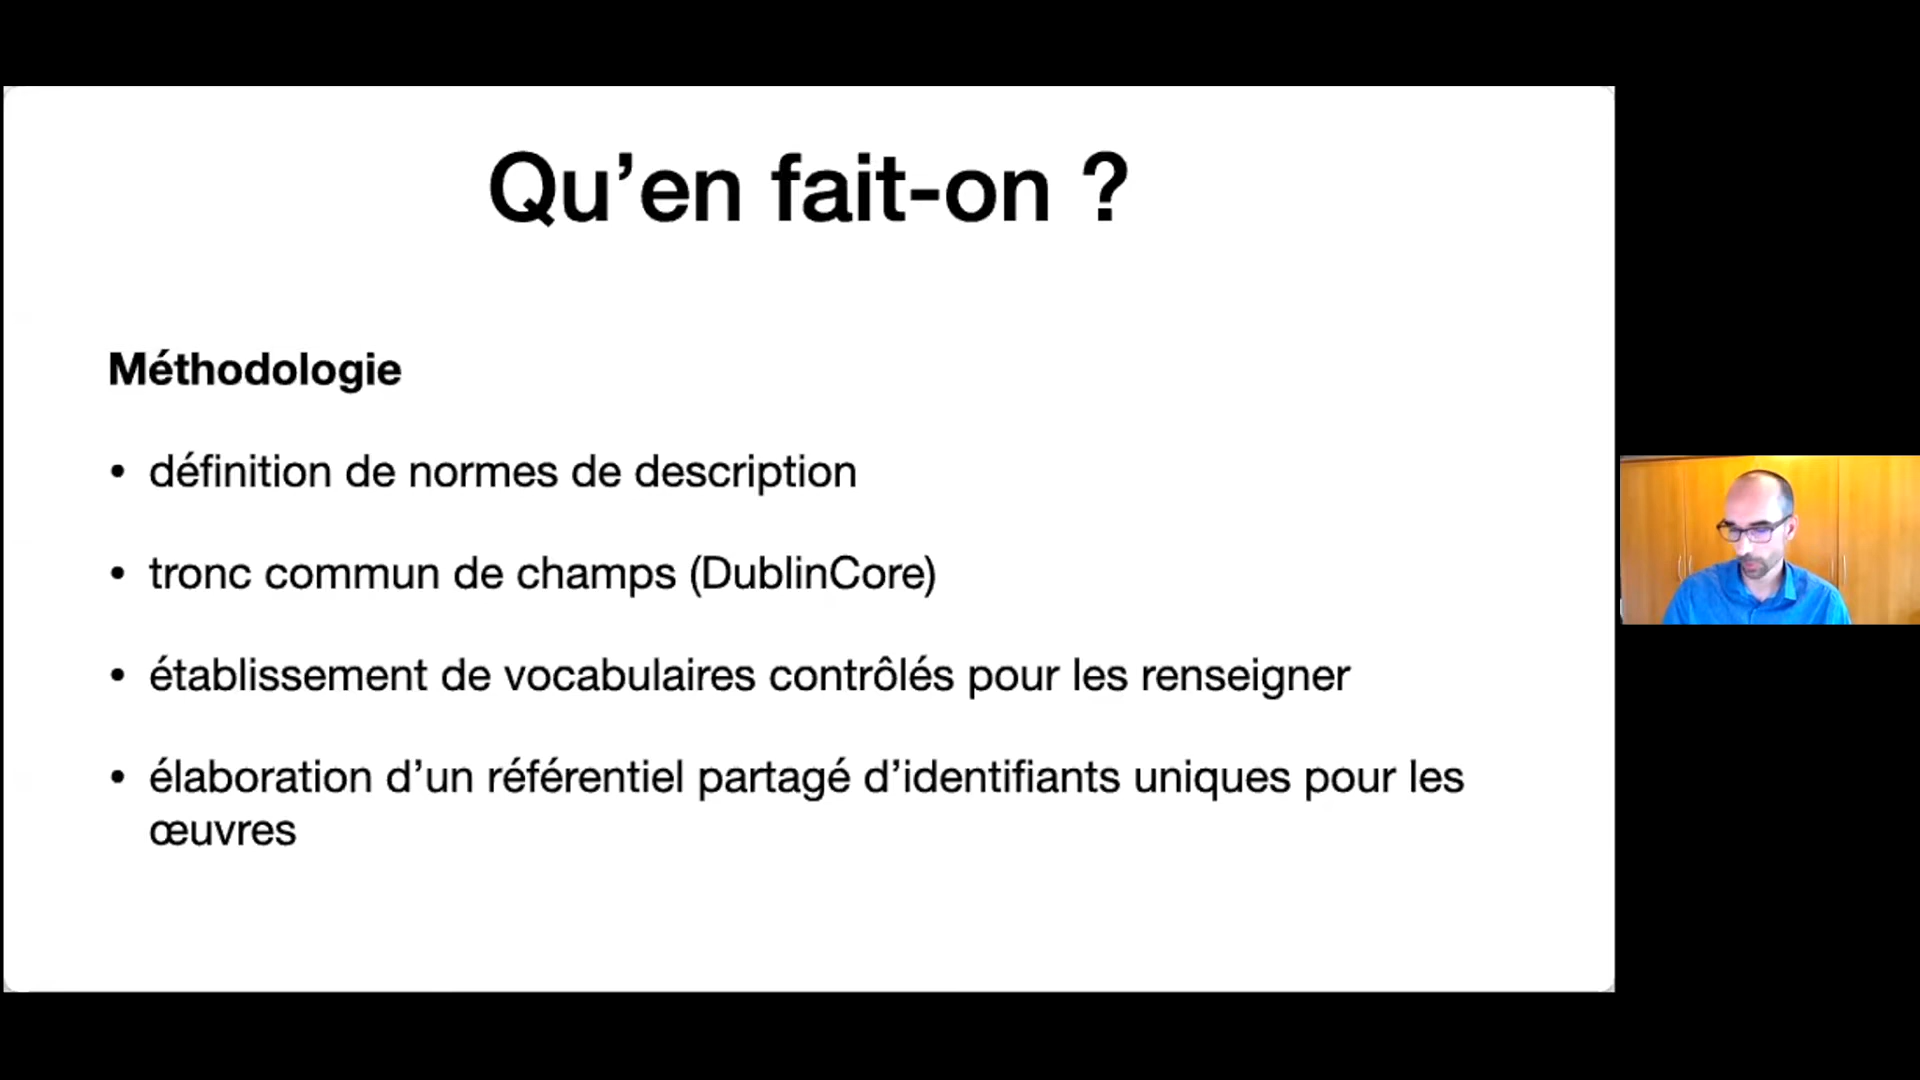 Qu’en fait-on ?
Méthodologie
• définition de normes de description
• tronc commun de champs (DublinCore)
• établissement de vocabulaires contrôlés pour les renseigner
• élaboration d’un référentiel partagé d’identifiants uniques pour les
œuvres